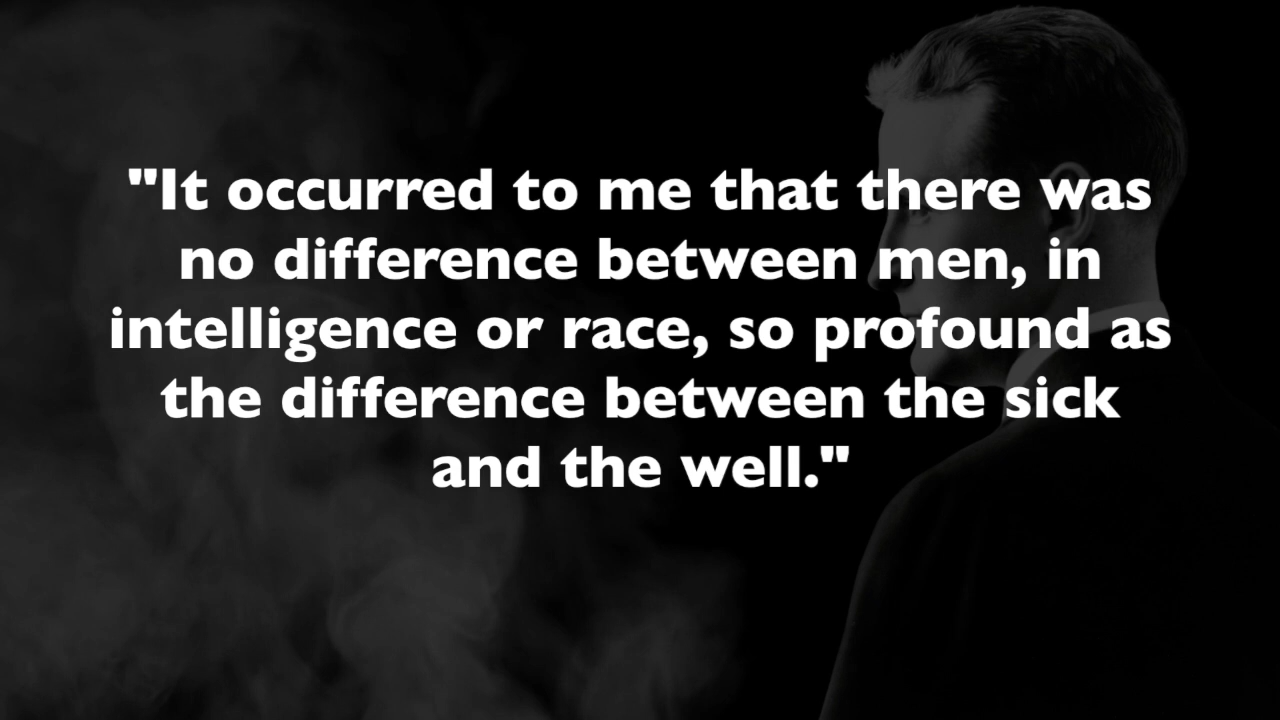 "It occurred to me that there was
no difference between men, in
intelligence or race, so profound as
the difference between the sick
and the well."